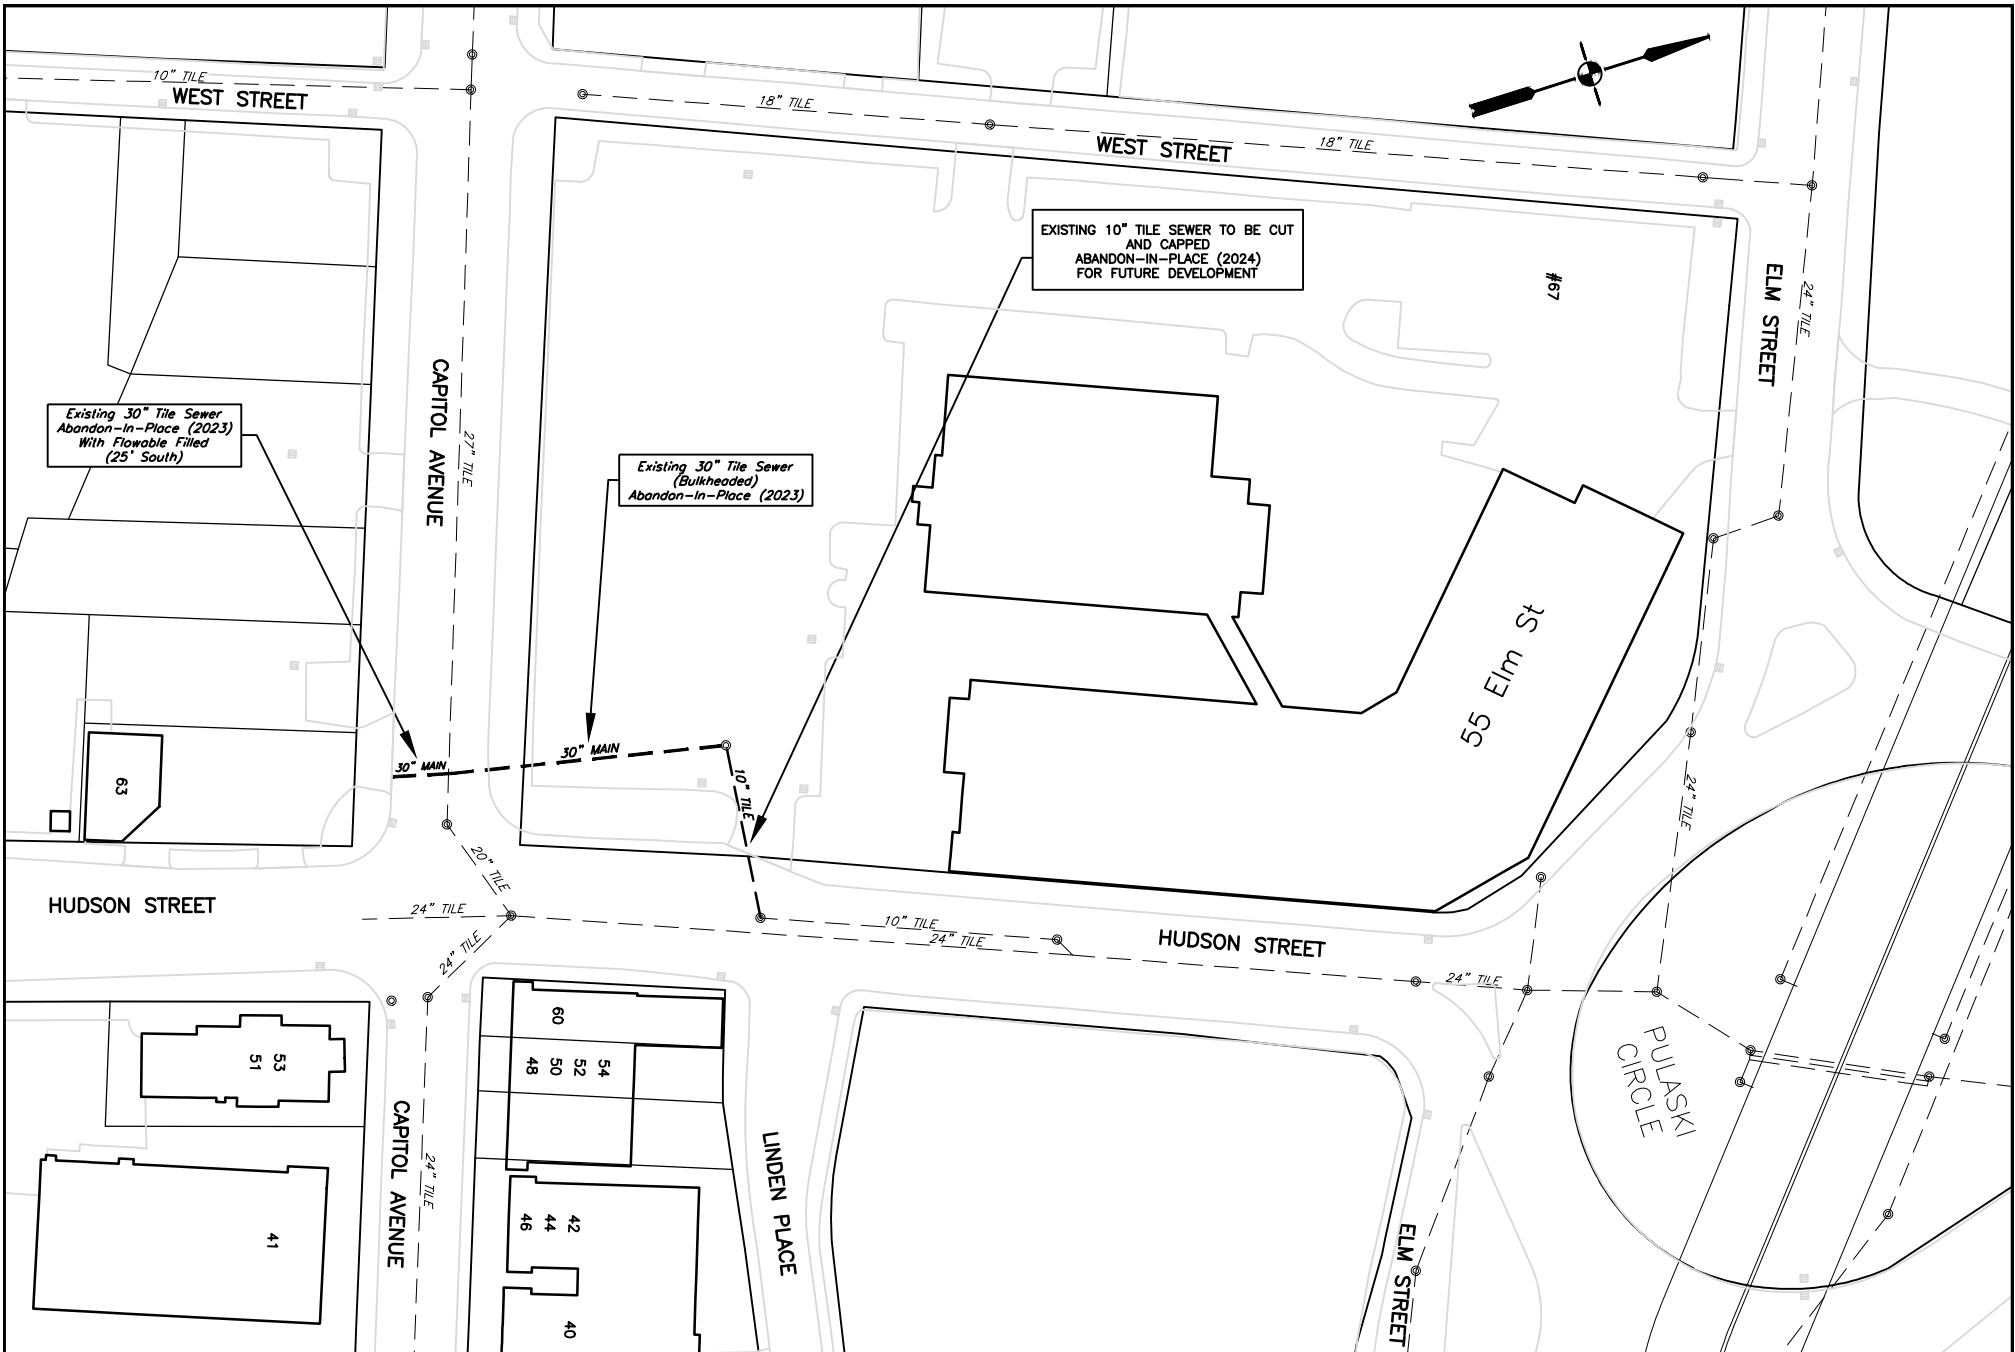 10" TILE
WEST STREET
18" TILE
WEST STREET
18" TILE
EXISTING 10" TILE SEWER TO BE CUT
AND CAPPED
ABANDON-IN-PLACE (2024)
FOR FUTURE DEVELOPMENT
#67
ELM STREET
24" TILE
CAPITOL AVENUE
27" TILE
Existing 30" Tile Sewer
Abandon-In-Place (2023)
With Flowable Filled
(25' South)
Existing 30" Tile Sewer
(Bulkheaded)
Abandon-In-Place (2023)
55 Elm St
30" MAIN
30" MAIN
10" TILE
63
24" TILE
20" TILE
HUDSON STREET
24" TILE
10" TILE
24" TILE
HUDSON STREET
24" TILE
24" TILE
60
54
52
50
48
53
51
PULASKI
CIRCLE
CAPITOL AVENUE
24" TILE
LINDEN PLACE
42
44
46
41
40
ELM STREET